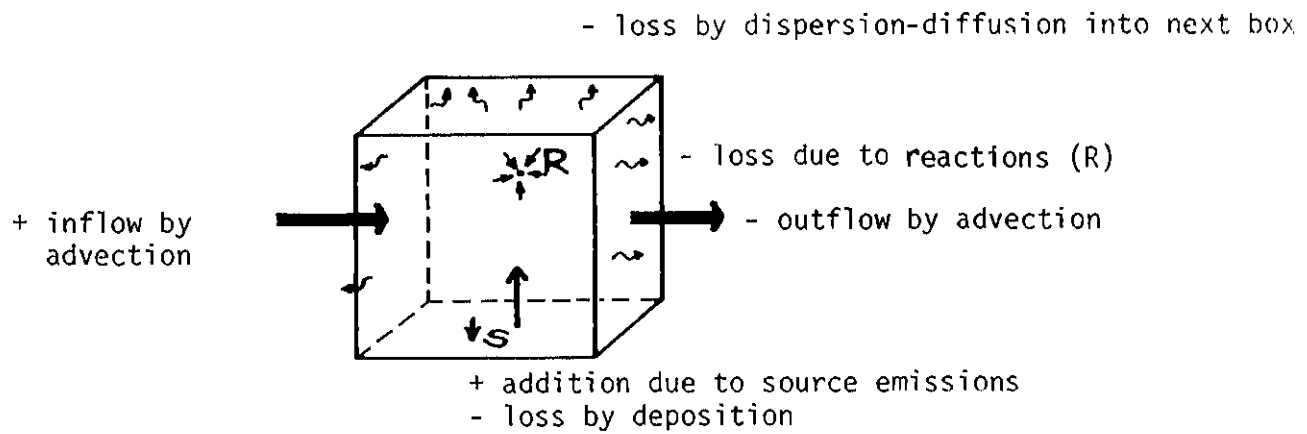 - loss by dispersion-diffusion into next box
R
- loss due to reactions (R)
+ inflow by
advection
- outflow by advection
S
+ addition due to source emissions
- loss by deposition